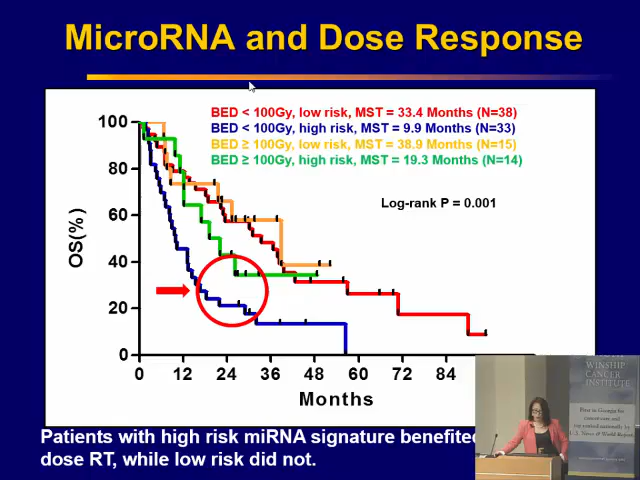 MicroRNA and Dose Response
BED < 100Gy, low risk, MST = 33.4 Months (N=38)
BED < 100Gy, high risk, MST = 9.9 Months (N=33)
BED ≥ 100Gy, low risk, MST = 38.9 Months (N=15)
BED ≥ 100Gy, high risk, MST = 19.3 Months (N=14)
Log-rank P = 0.001
OS(%)
100
80
60
40
20
0
0 12 24 36 48 60 72 84
Months
WINSHIP
CANCER
INSTITUTE
Patients with high risk miRNA signature benefited
dose RT, while low risk did not.